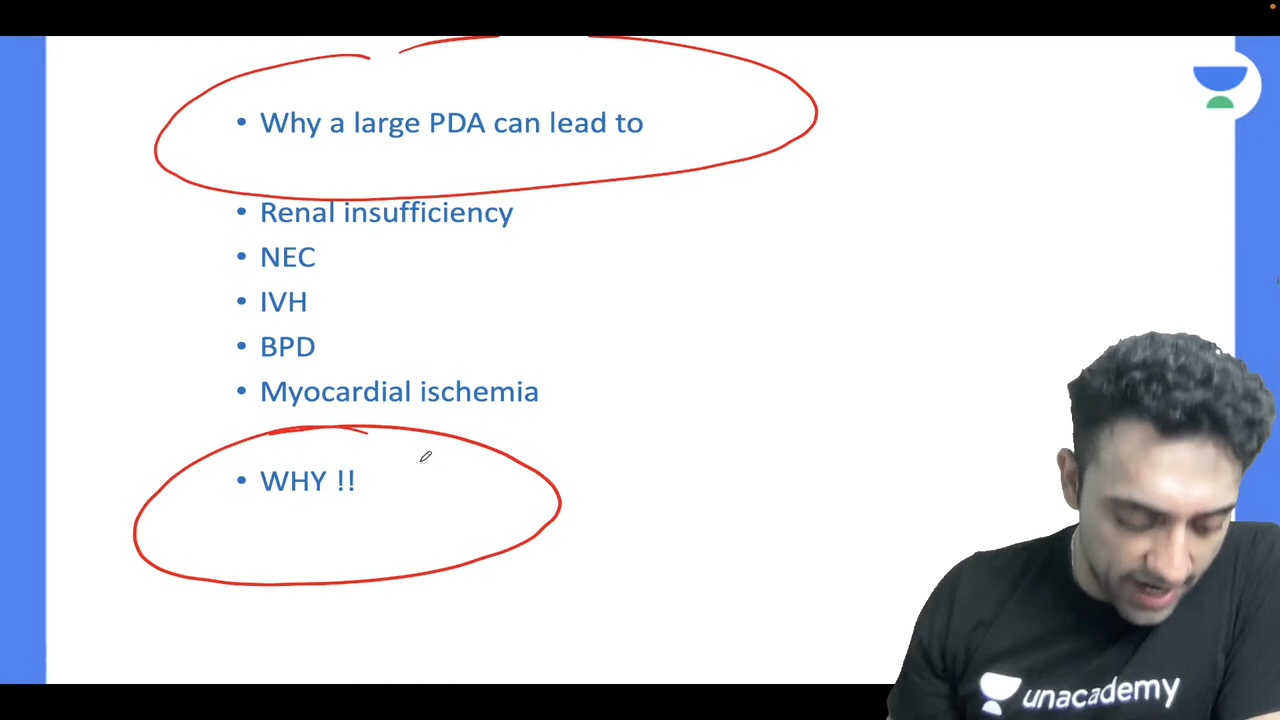 • Why a large PDA can lead to
• Renal insufficiency
• NEC
• IVH
• BPD
• Myocardial ischemia
• WHY !!
unacademy